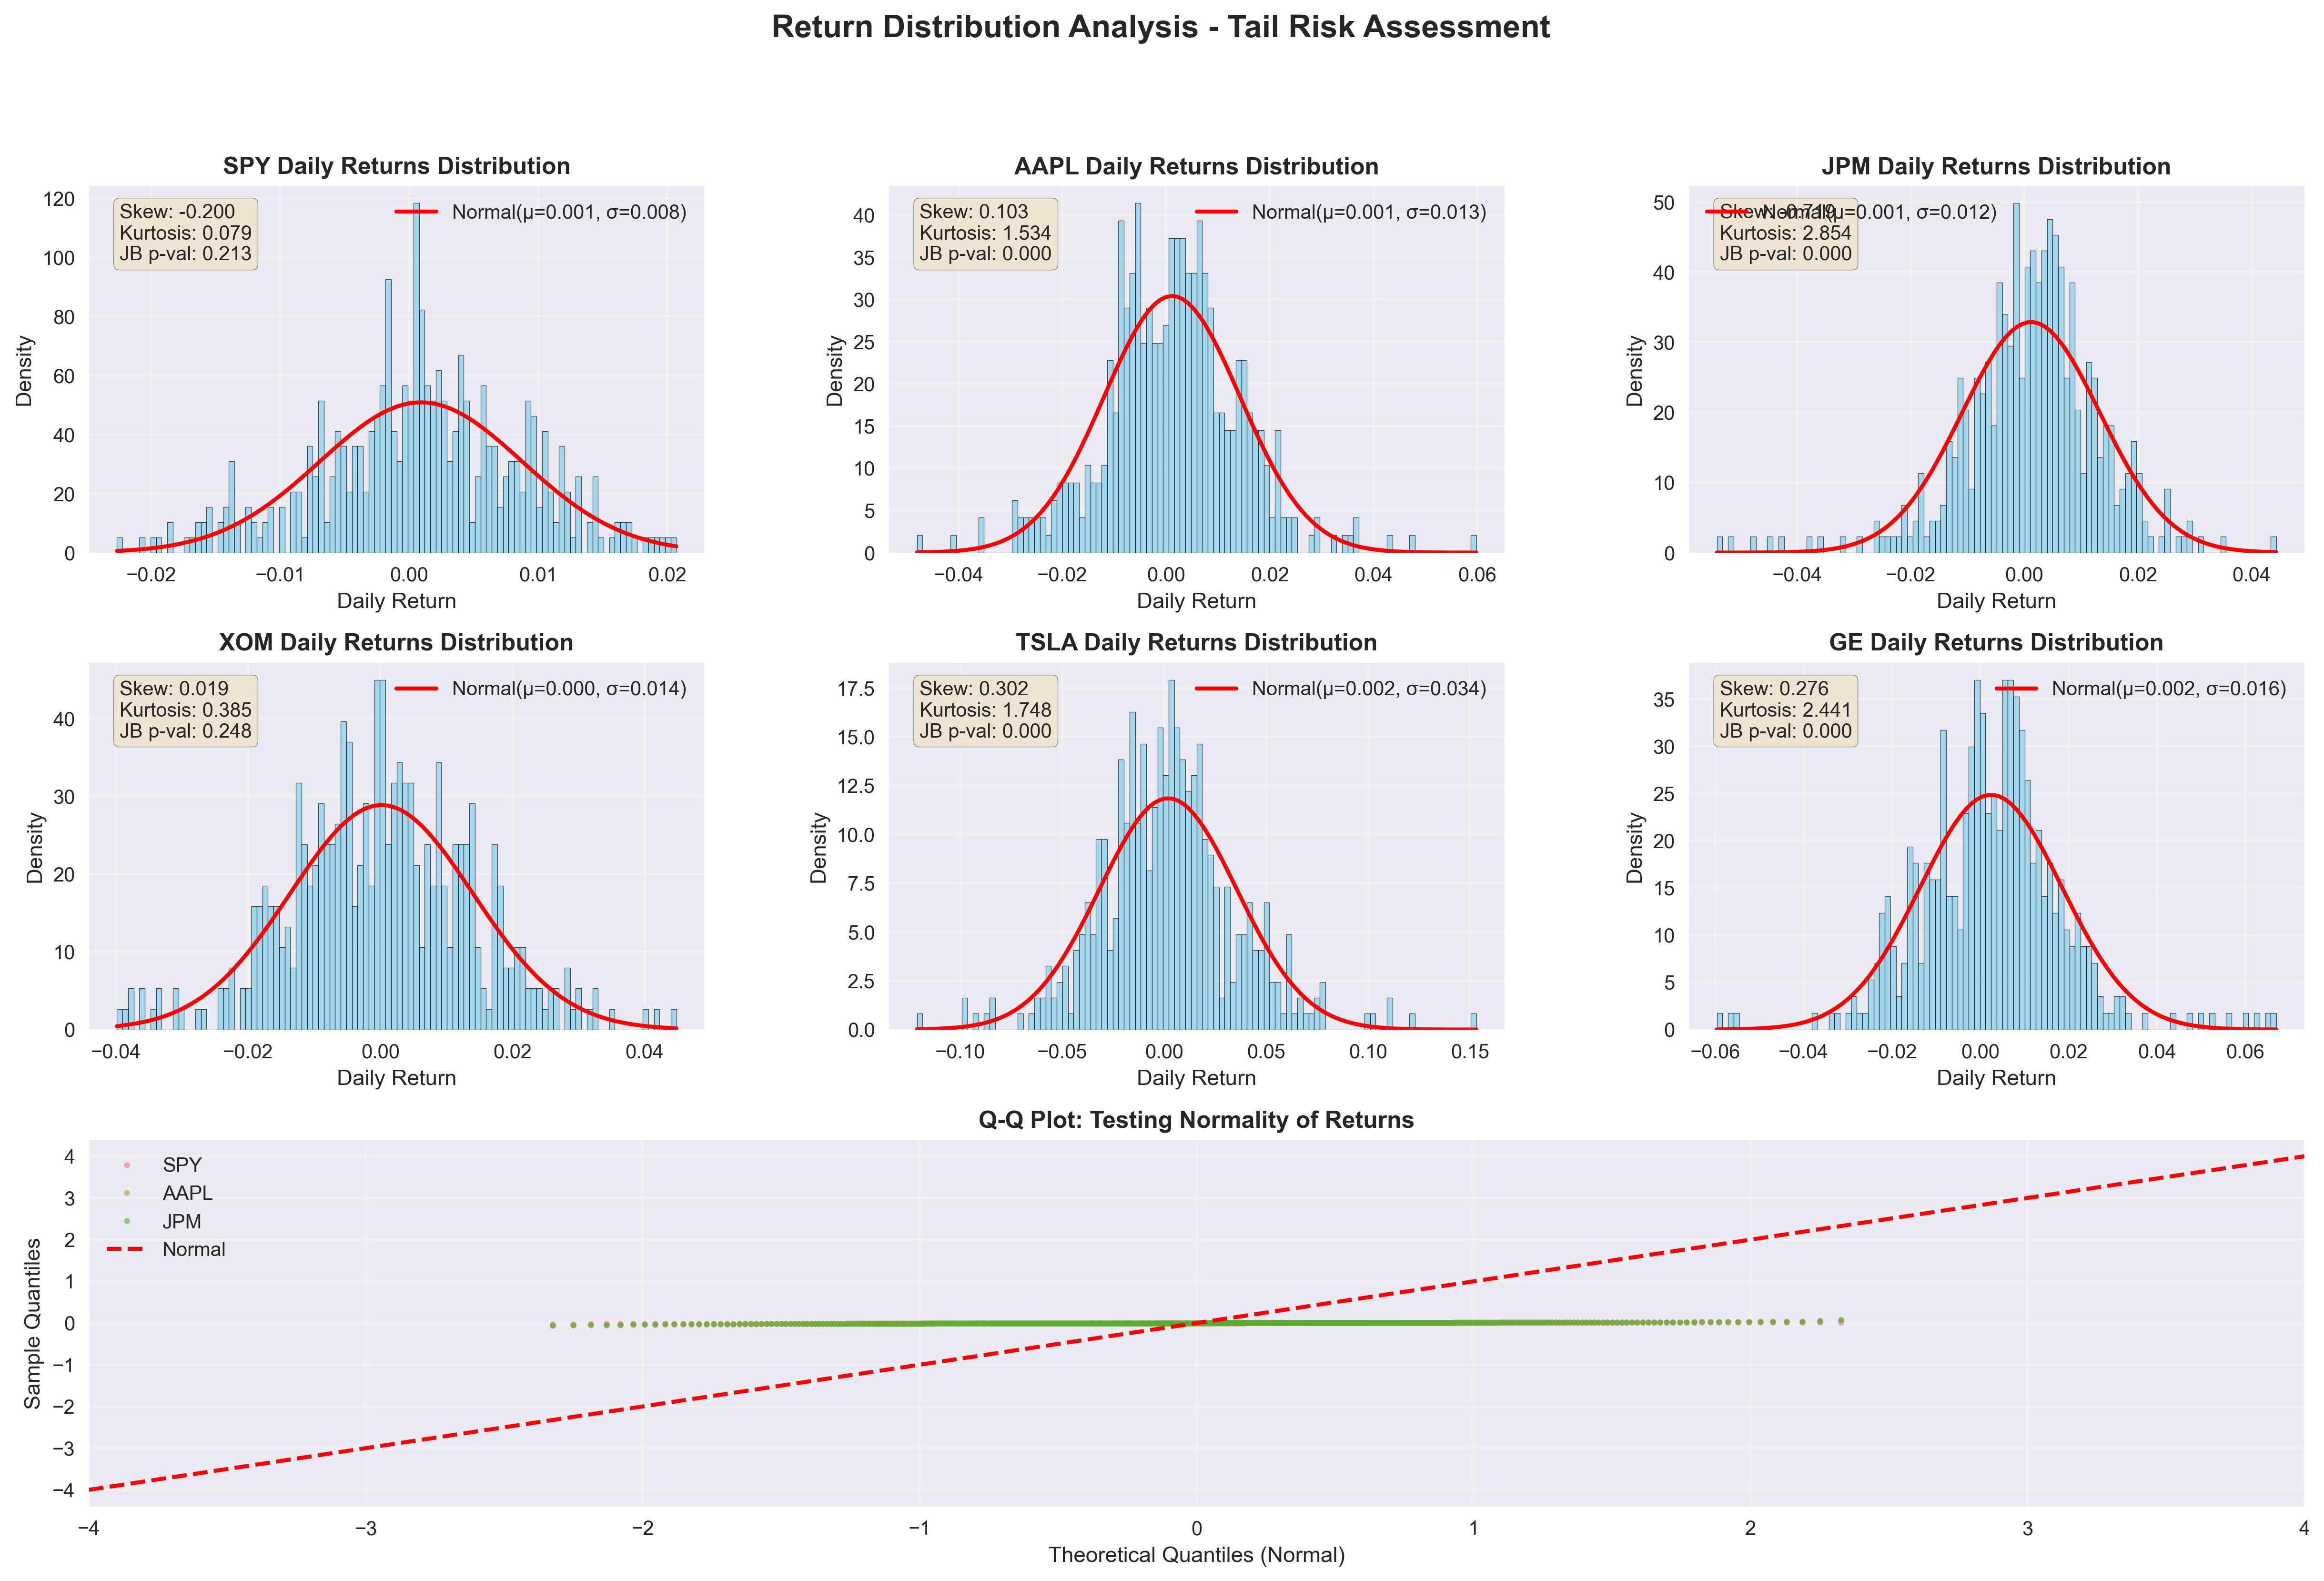 Return Distribution Analysis - Tail Risk Assessment
SPY Daily Returns Distribution
Skew: -0.200
Kurtosis: 0.079
JB p-val: 0.213
Normal(μ=0.001, σ=0.008)
Density
120
100
80
60
40
20
0
−0.02 −0.01 0.00 0.01 0.02
Daily Return
AAPL Daily Returns Distribution
Skew: 0.103
Kurtosis: 1.534
JB p-val: 0.000
Normal(μ=0.001, σ=0.013)
Density
40
35
30
25
20
15
10
5
0
−0.04 −0.02 0.00 0.02 0.04 0.06
Daily Return
JPM Daily Returns Distribution
Skew: -0.719
Kurtosis: 2.854
JB p-val: 0.000
Normal(μ=0.001, σ=0.012)
Density
50
40
30
20
10
0
−0.04 −0.02 0.00 0.02 0.04
Daily Return
XOM Daily Returns Distribution
Skew: 0.019
Kurtosis: 0.385
JB p-val: 0.248
Normal(μ=0.000, σ=0.014)
Density
40
30
20
10
0
−0.04 −0.02 0.00 0.02 0.04
Daily Return
TSLA Daily Returns Distribution
Skew: 0.302
Kurtosis: 1.748
JB p-val: 0.000
Normal(μ=0.002, σ=0.034)
Density
17.5
15.0
12.5
10.0
7.5
5.0
2.5
0.0
−0.10 −0.05 0.00 0.05 0.10 0.15
Daily Return
GE Daily Returns Distribution
Skew: 0.276
Kurtosis: 2.441
JB p-val: 0.000
Normal(μ=0.002, σ=0.016)
Density
35
30
25
20
15
10
5
0
−0.06 −0.04 −0.02 0.00 0.02 0.04 0.06
Daily Return
Q-Q Plot: Testing Normality of Returns
SPY
AAPL
JPM
Normal
Sample Quantiles
4
3
2
1
0
−1
−2
−3
−4
−4 −3 −2 −1 0 1 2 3 4
Theoretical Quantiles (Normal)